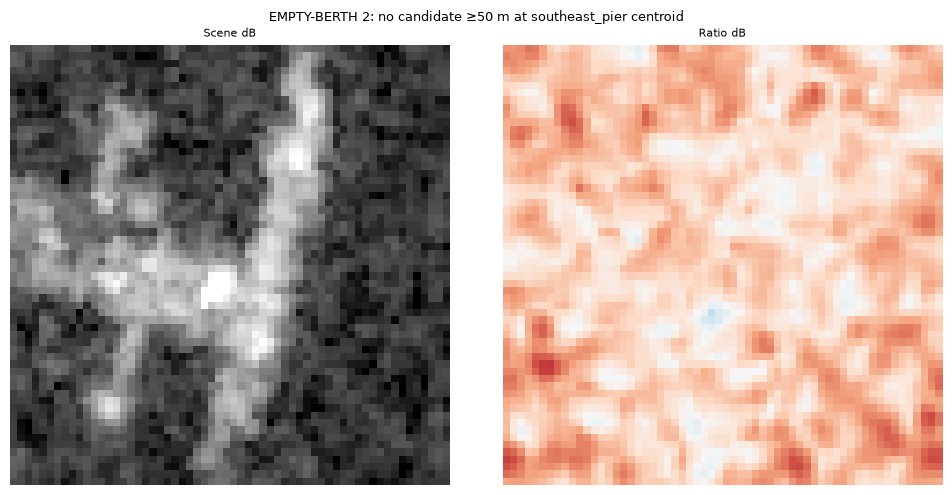 EMPTY-BERTH 2: no candidate ≥50 m at southeast_pier centroid
Scene dB
Ratio dB